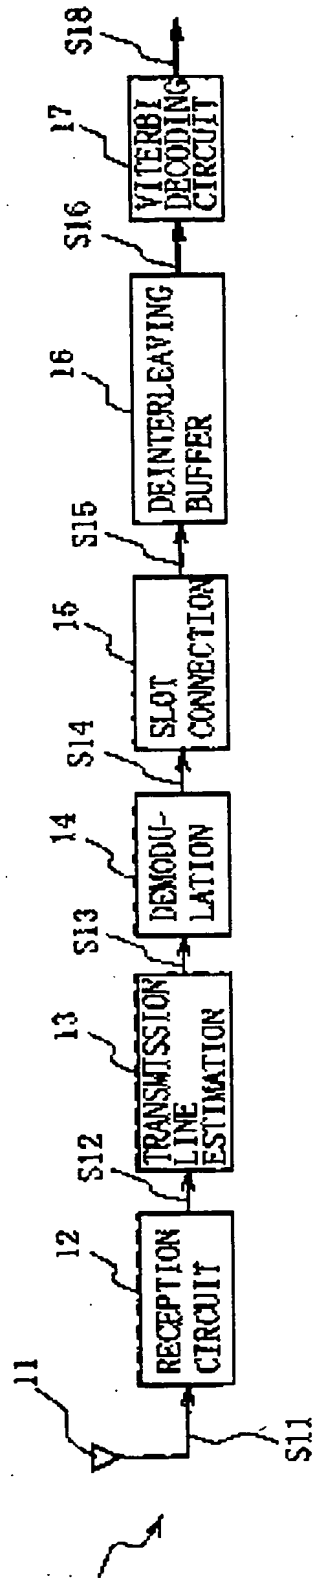 11
S11
12
RECEPTION
CIRCUIT
S12
13
TRANSMISSION
LINE
ESTIMATION
S13
14
DEMODU-
LATION
S14
15
SLOT
CONNECTION
S15
16
DEINTERLEAVING
BUFFER
S16
17
VITERBI
DECODING
CIRCUIT
S18